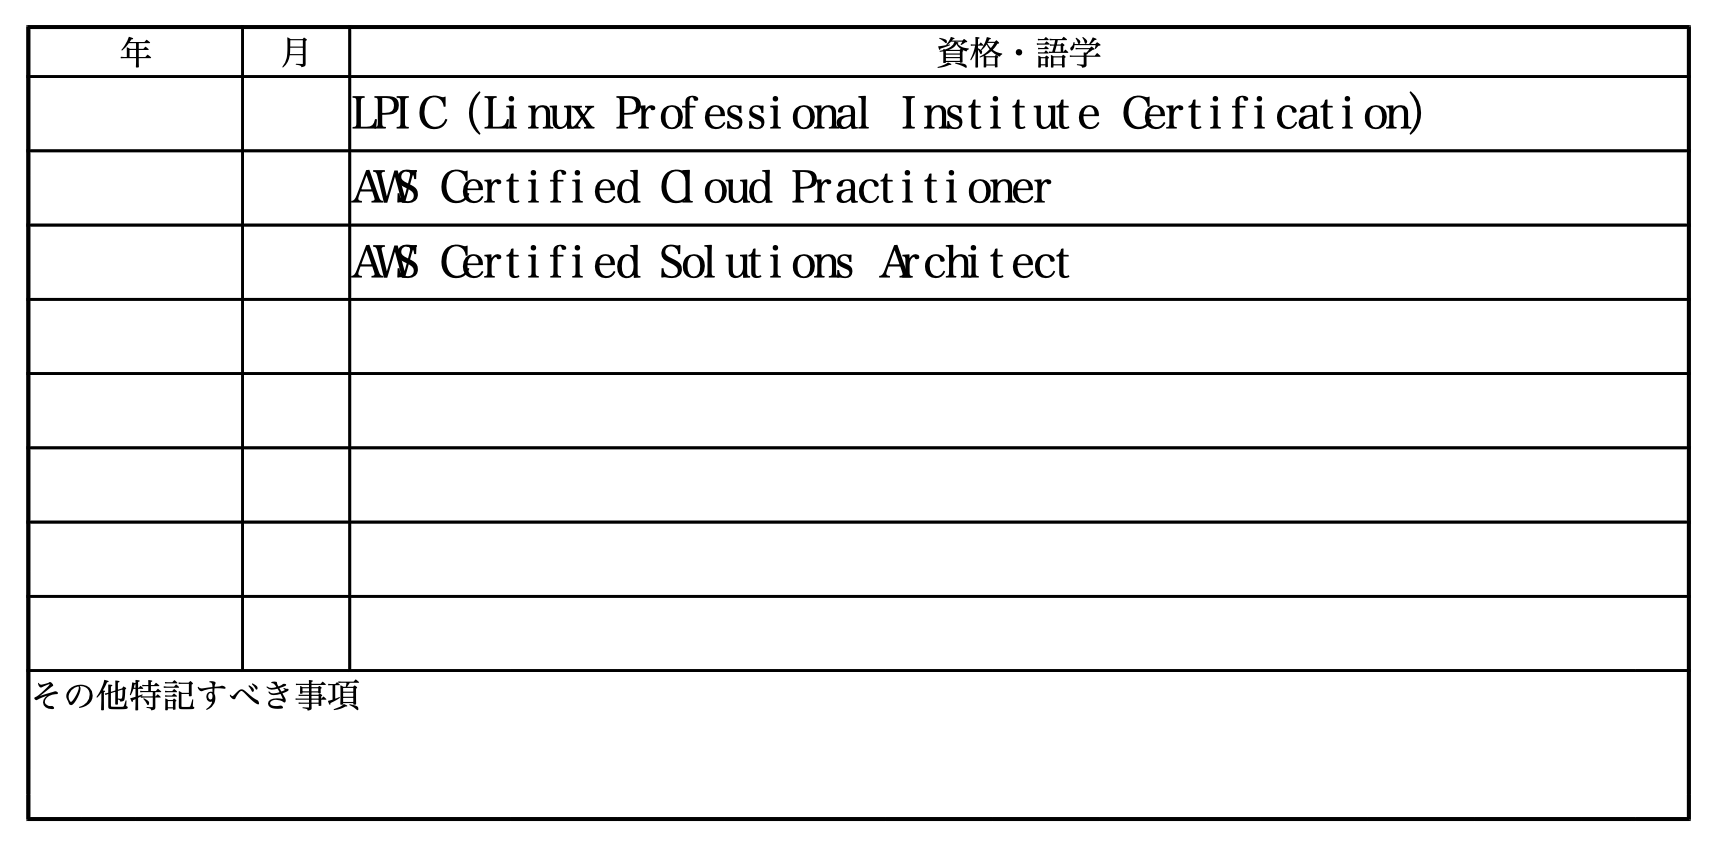 年 月 資格・語学
LPIC (Linux Professional Institute Certification)
AWS Certified Cloud Practitioner
AWS Certified Solutions Architect
その他特記すべき事項